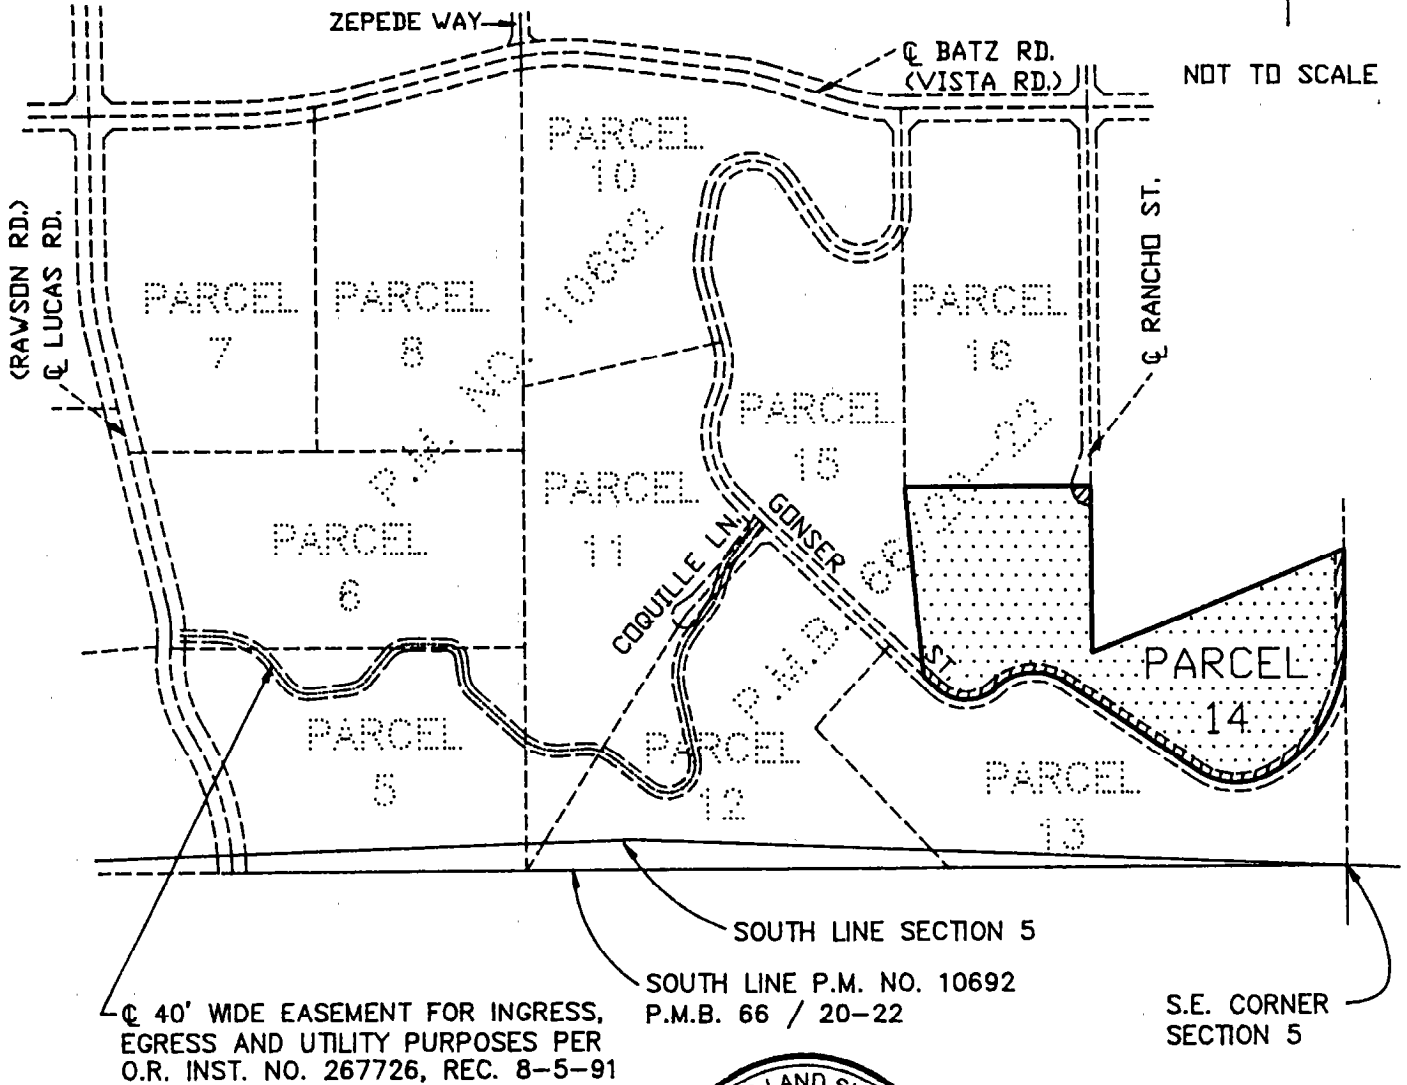 ZEPEDE WAY
℄ BATZ RD.
(VISTA RD.)
NOT TO SCALE
(RAWSON RD.)
℄ LUCAS RD.
℄ RANCHO ST.
PARCEL
10
PARCEL
7
PARCEL
8
PARCEL
16
PARCEL
15
PARCEL
11
PARCEL
6
P.M. NO. 10692
P.M.B. 66/20-22
COQUILLE LN.
GONSER ST.
PARCEL
14
PARCEL
5
PARCEL
12
PARCEL
13
SOUTH LINE SECTION 5
SOUTH LINE P.M. NO. 10692
P.M.B. 66 / 20-22
S.E. CORNER
SECTION 5
℄ 40' WIDE EASEMENT FOR INGRESS,
EGRESS AND UTILITY PURPOSES PER
O.R. INST. NO. 267726, REC. 8-5-91
LAND